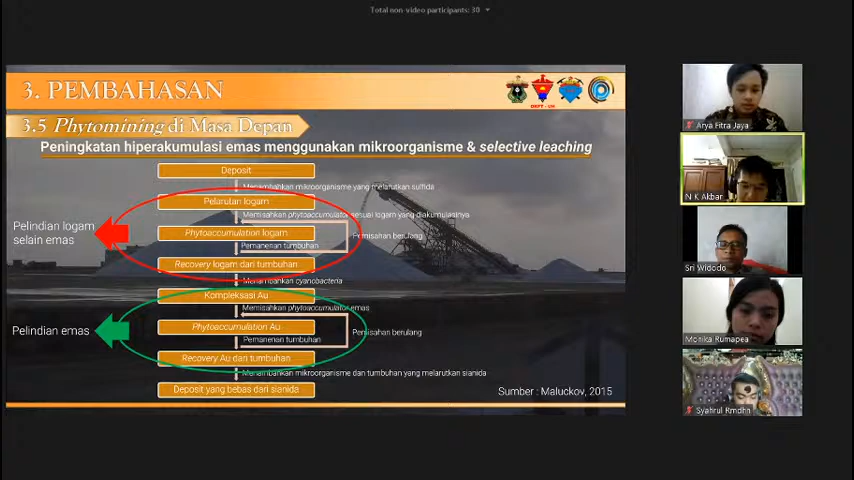 Total non-video participants: 30
3. PEMBAHASAN
3.5 Phytomining di Masa Depan
Peningkatan hiperakumulasi emas menggunakan mikroorganisme & selective leaching
Deposit
Menambahkan mikroorganisme yang melarutkan sulfida
Pelarutan logam
Memisahkan phytoaccumulator sesuai logam yang diakumulasinya
Pelindian logam
selain emas
Phytoaccumulation logam
Pemisahan berulang
Pemanenan tumbuhan
Recovery logam dari tumbuhan
Menambahkan cyanobacteria
Kompleksasi Au
Memisahkan phytoaccumulator emas
Pelindian emas
Phytoaccumulation Au
Pemisahan berulang
Pemanenan tumbuhan
Recovery Au dari tumbuhan
Menambahkan mikroorganisme dan tumbuhan yang melarutkan sianida
Deposit yang bebas dari sianida
Sumber : Maluckov, 2015
Arya Fitra Jaya
N K Akbar
Sri Widodo
Monika Rumapea
Syahrul Rmdhn